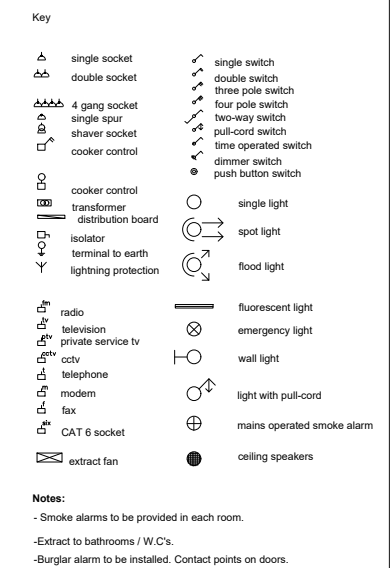 Key
single socket
double socket
4 gang socket
single spur
shaver socket
cooker control
cooker control
transformer
distribution board
isolator
terminal to earth
lightning protection
fm
radio
tv
television
ptv
private service tv
cctv
cctv
t
telephone
m
modem
f
fax
six
CAT 6 socket
extract fan
single switch
double switch
three pole switch
four pole switch
two-way switch
pull-cord switch
time operated switch
dimmer switch
push button switch
single light
spot light
flood light
fluorescent light
emergency light
wall light
light with pull-cord
mains operated smoke alarm
ceiling speakers
Notes:
- Smoke alarms to be provided in each room.
-Extract to bathrooms / W.C's.
-Burglar alarm to be installed. Contact points on doors.